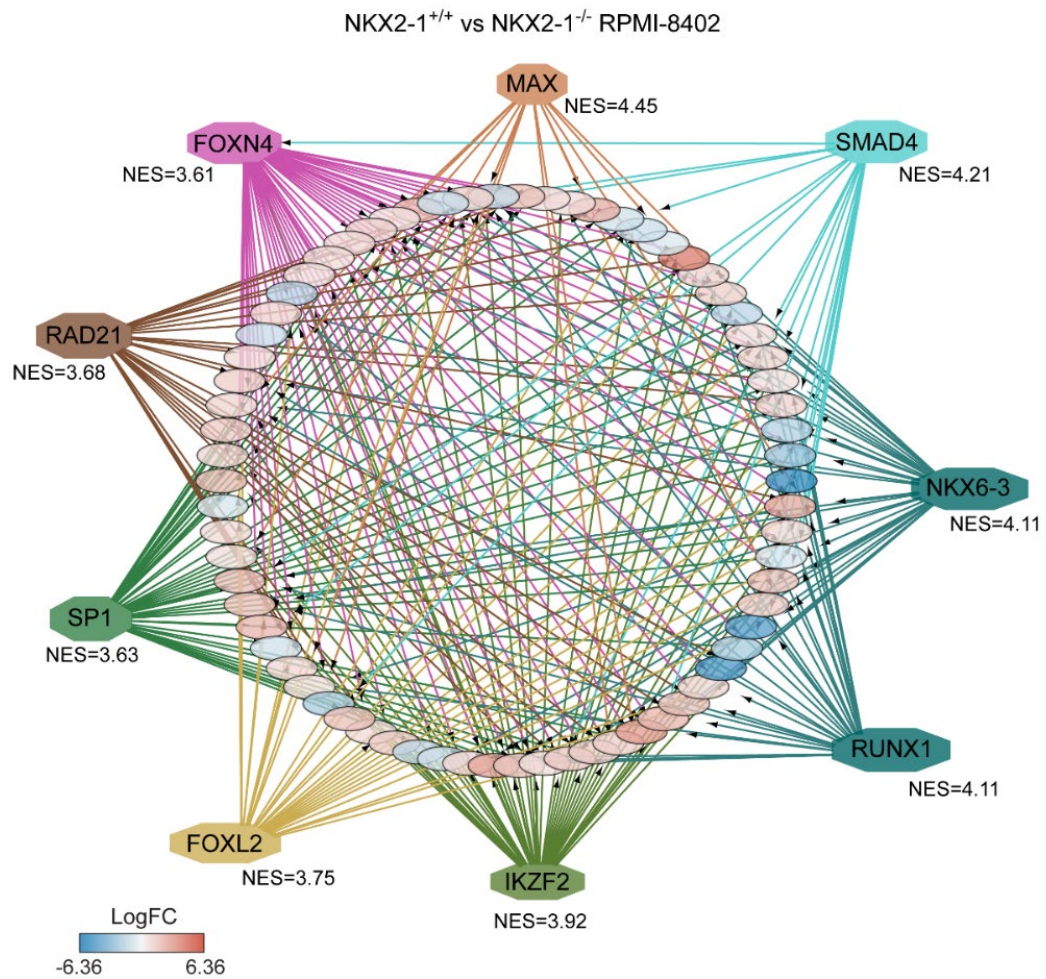 NKX2-1+/+ vs NKX2-1-/- RPMI-8402
MAX
NES=4.45
FOXN4
NES=3.61
SMAD4
NES=4.21
RAD21
NES=3.68
NKX6-3
NES=4.11
SP1
NES=3.63
RUNX1
NES=4.11
FOXL2
NES=3.75
IKZF2
NES=3.92
LogFC
-6.36 6.36